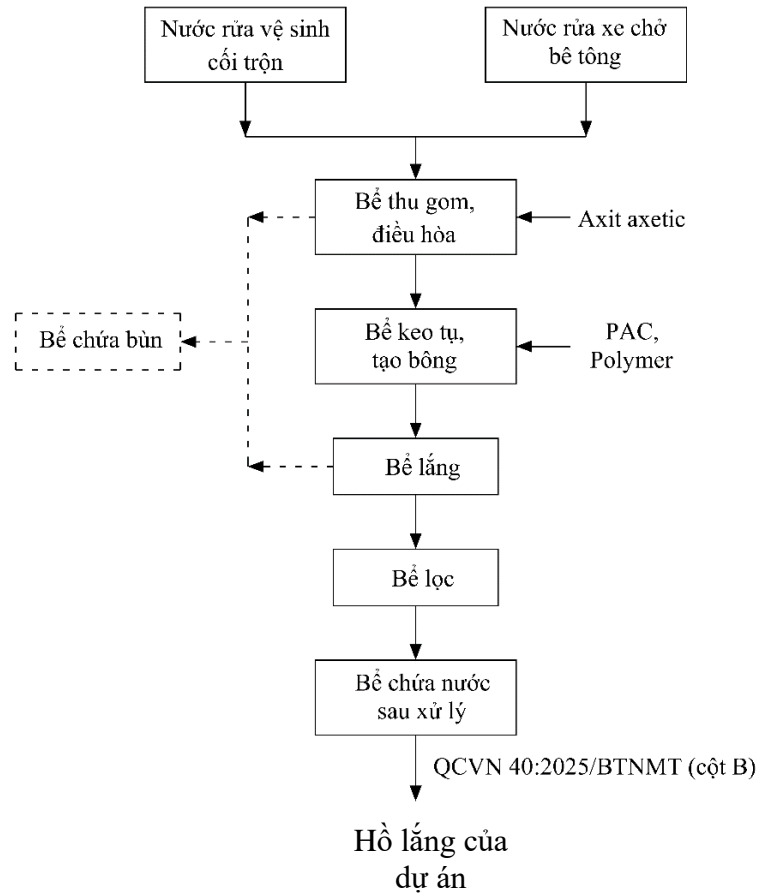 Nước rửa vệ sinh
cối trộn
Nước rửa xe chở
bê tông
Bể thu gom,
điều hòa
Axit axetic
Bể chứa bùn
Bể keo tụ,
tạo bông
PAC,
Polymer
Bể lắng
Bể lọc
Bể chứa nước
sau xử lý
QCVN 40:2025/BTNMT (cột B)
Hồ lắng của
dự án